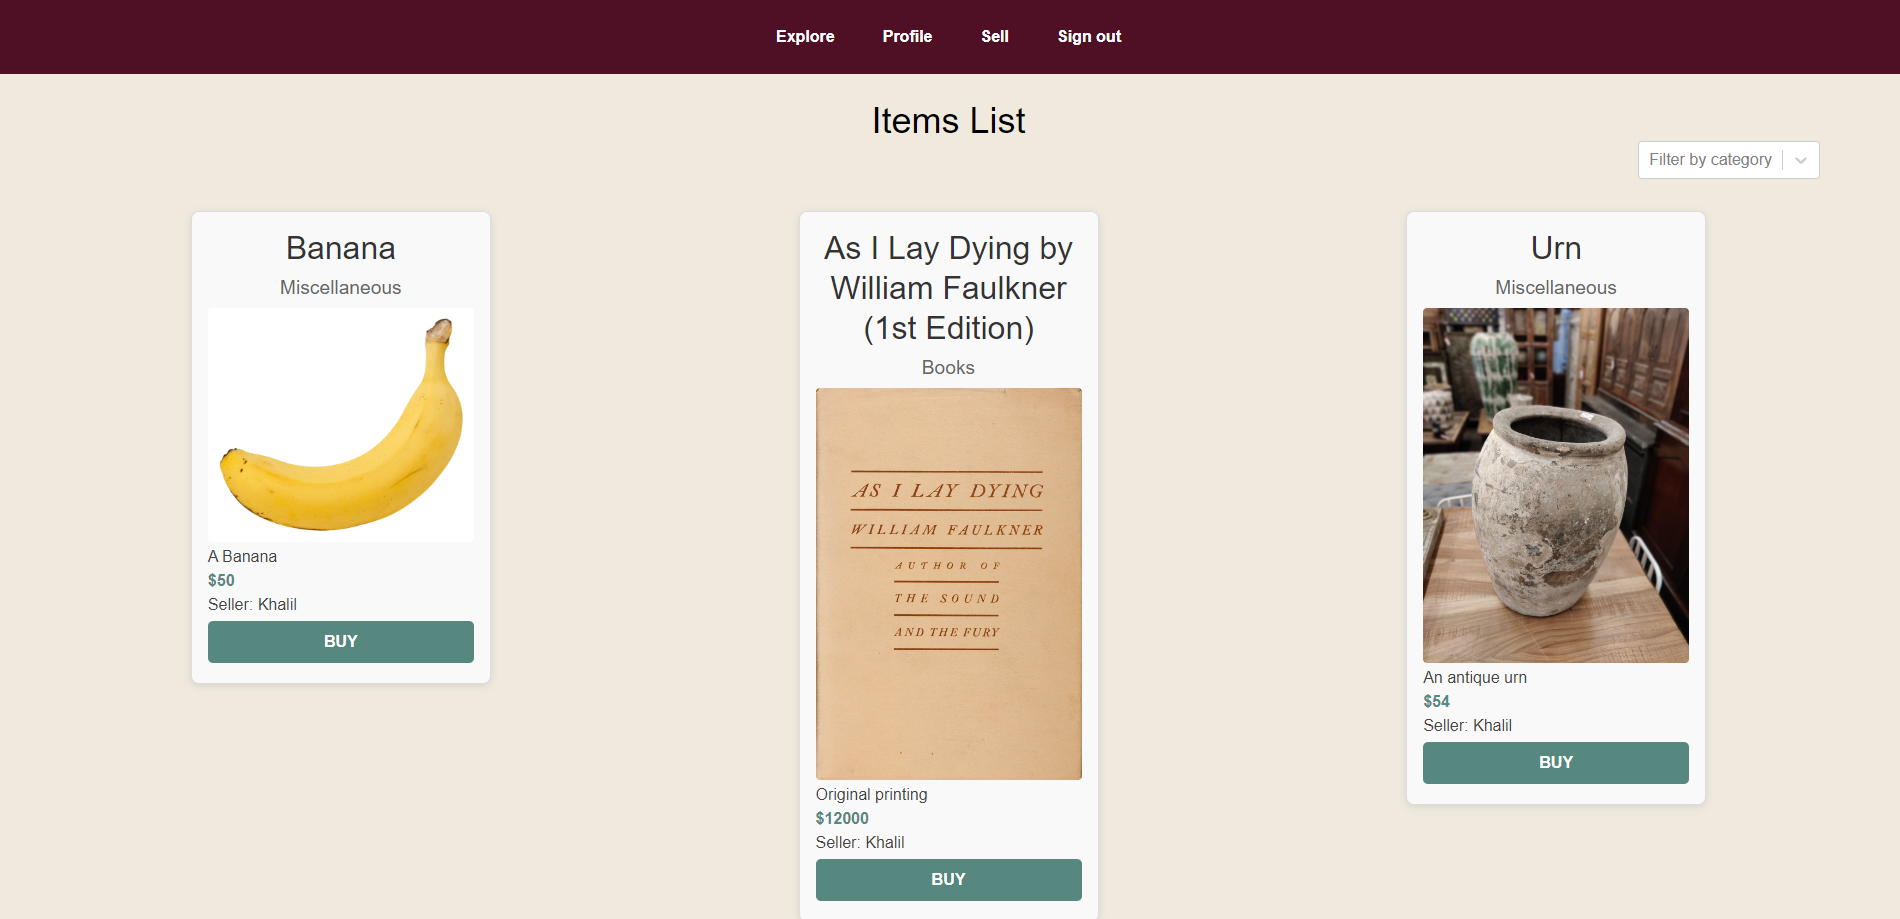 Explore Profile Sell Sign out
Items List
Filter by category
Banana
Miscellaneous
A Banana
$50
Seller: Khalil
BUY
As I Lay Dying by
William Faulkner
(1st Edition)
Books
AS I LAY DYING
WILLIAM FAULKNER
AUTHOR OF
THE SOUND
AND THE FURY
Original printing
$12000
Seller: Khalil
BUY
Urn
Miscellaneous
An antique urn
$54
Seller: Khalil
BUY